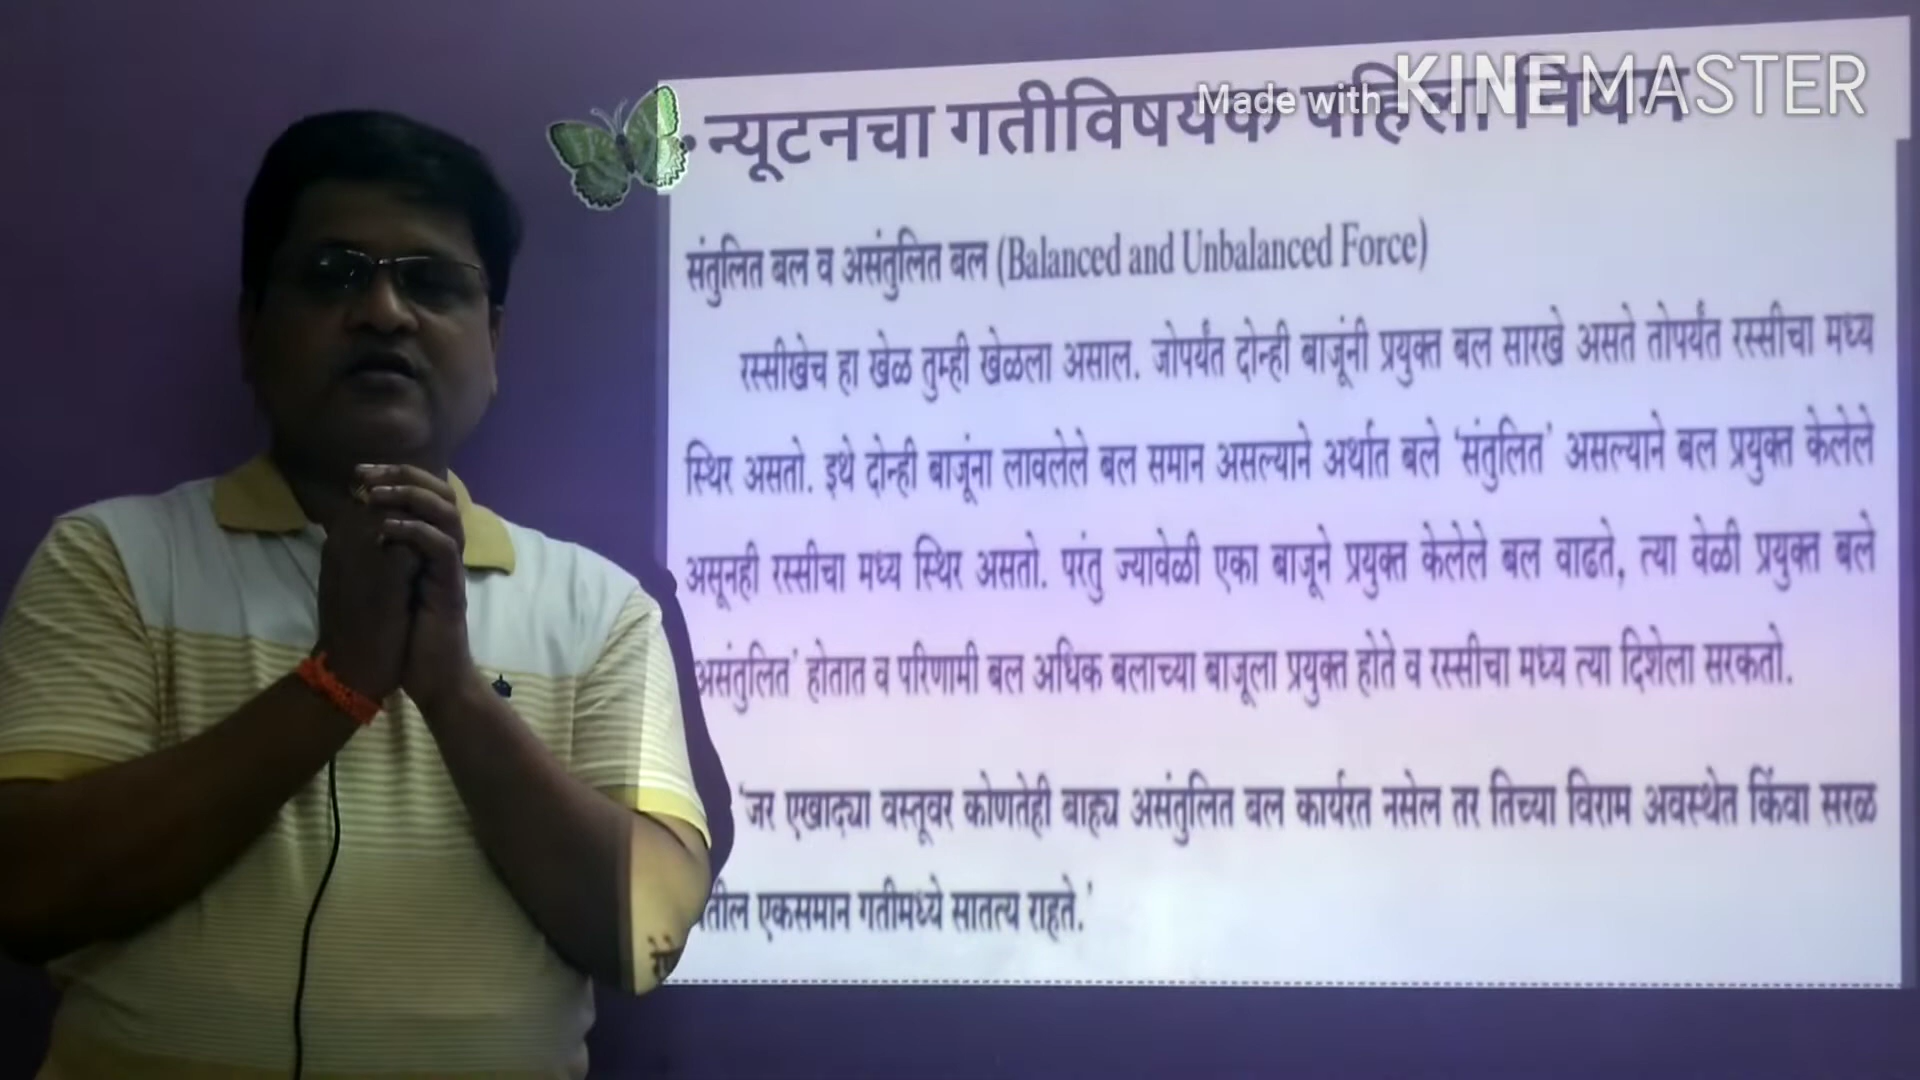 Made with KINEMASTER
• न्यूटनचा गतीविषयक पहिला नियम
संतुलित बल व असंतुलित बल (Balanced and Unbalanced Force)
रस्सीखेच हा खेळ तुम्ही खेळला असाल. जोपर्यंत दोन्ही बाजूंनी प्रयुक्त बल सारखे असते तोपर्यंत रस्सीचा मध्य
स्थिर असतो. इथे दोन्ही बाजूंना लावलेले बल समान असल्याने अर्थात बले 'संतुलित' असल्याने बल प्रयुक्त केलेले
असूनही रस्सीचा मध्य स्थिर असतो. परंतु ज्यावेळी एका बाजूने प्रयुक्त केलेले बल वाढते, त्या वेळी प्रयुक्त बले
असंतुलित' होतात व परिणामी बल अधिक बलाच्या बाजूला प्रयुक्त होते व रस्सीचा मध्य त्या दिशेला सरकतो.
'जर एखाद्या वस्तूवर कोणतेही बाह्य असंतुलित बल कार्यरत नसेल तर तिच्या विराम अवस्थेत किंवा सरळ
एकसमान गतीमध्ये सातत्य राहते.'